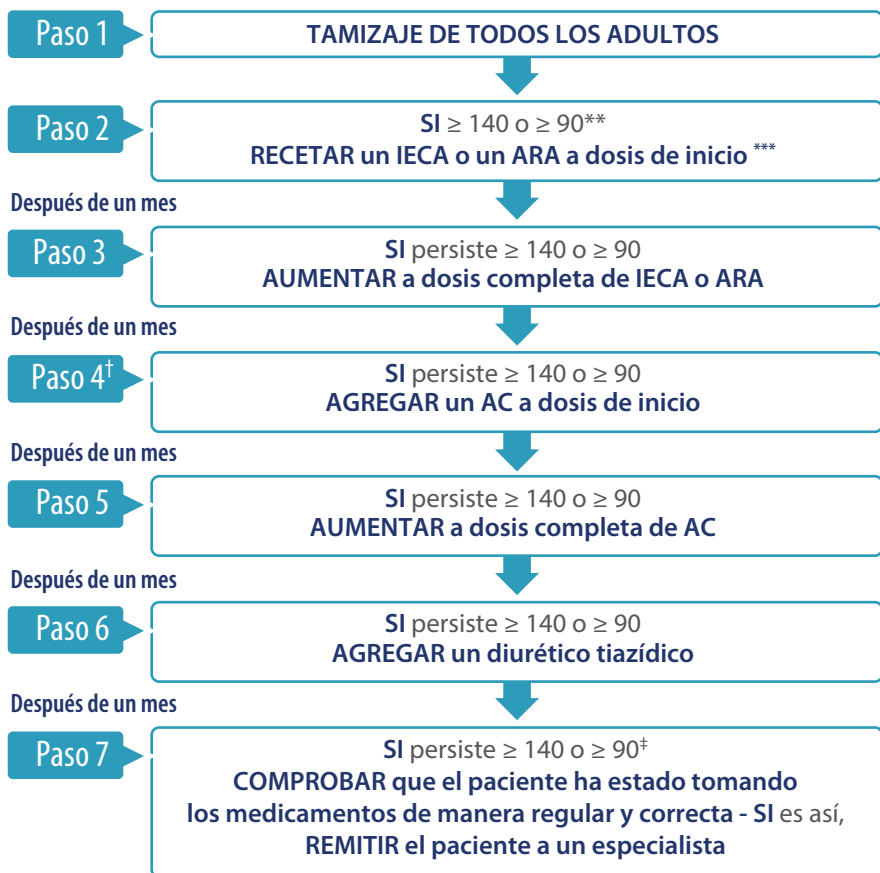 Paso 1
TAMIZAJE DE TODOS LOS ADULTOS
Paso 2
SI ≥ 140 o ≥ 90**
RECETAR un IECA o un ARA a dosis de inicio ***
Después de un mes
Paso 3
SI persiste ≥ 140 o ≥ 90
AUMENTAR a dosis completa de IECA o ARA
Después de un mes
Paso 4†
SI persiste ≥ 140 o ≥ 90
AGREGAR un AC a dosis de inicio
Después de un mes
Paso 5
SI persiste ≥ 140 o ≥ 90
AUMENTAR a dosis completa de AC
Después de un mes
Paso 6
SI persiste ≥ 140 o ≥ 90
AGREGAR un diurético tiazídico
Después de un mes
Paso 7
SI persiste ≥ 140 o ≥ 90‡
COMPROBAR que el paciente ha estado tomando
los medicamentos de manera regular y correcta - SI es así,
REMITIR el paciente a un especialista